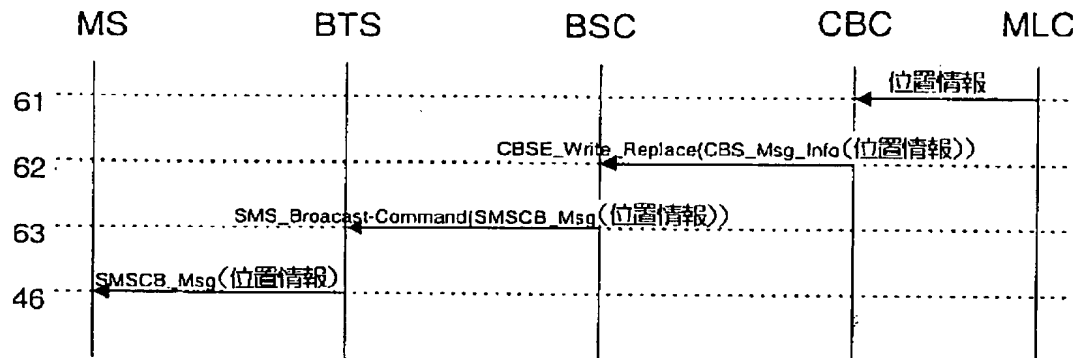 MS BTS BSC CBC MLC
61 位置情報
62 CBSE_Write_Replace(CBS_Msg_Info(位置情報))
63 SMS_Broacast-Command(SMSCB_Msg(位置情報))
46 SMSCB_Msg(位置情報)